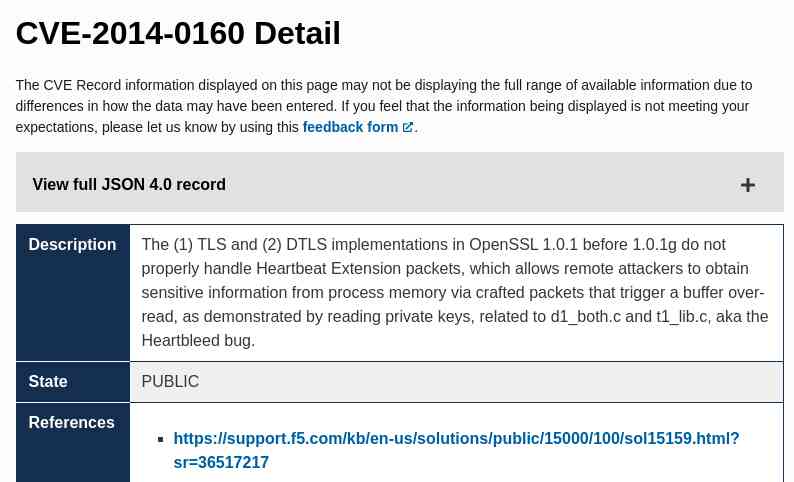 CVE-2014-0160 Detail
The CVE Record information displayed on this page may not be displaying the full range of available information due to
differences in how the data may have been entered. If you feel that the information being displayed is not meeting your
expectations, please let us know by using this feedback form.
View full JSON 4.0 record
Description
The (1) TLS and (2) DTLS implementations in OpenSSL 1.0.1 before 1.0.1g do not
properly handle Heartbeat Extension packets, which allows remote attackers to obtain
sensitive information from process memory via crafted packets that trigger a buffer over-
read, as demonstrated by reading private keys, related to d1_both.c and t1_lib.c, aka the
Heartbleed bug.
State
PUBLIC
References
https://support.f5.com/kb/en-us/solutions/public/15000/100/sol15159.html?
sr=36517217